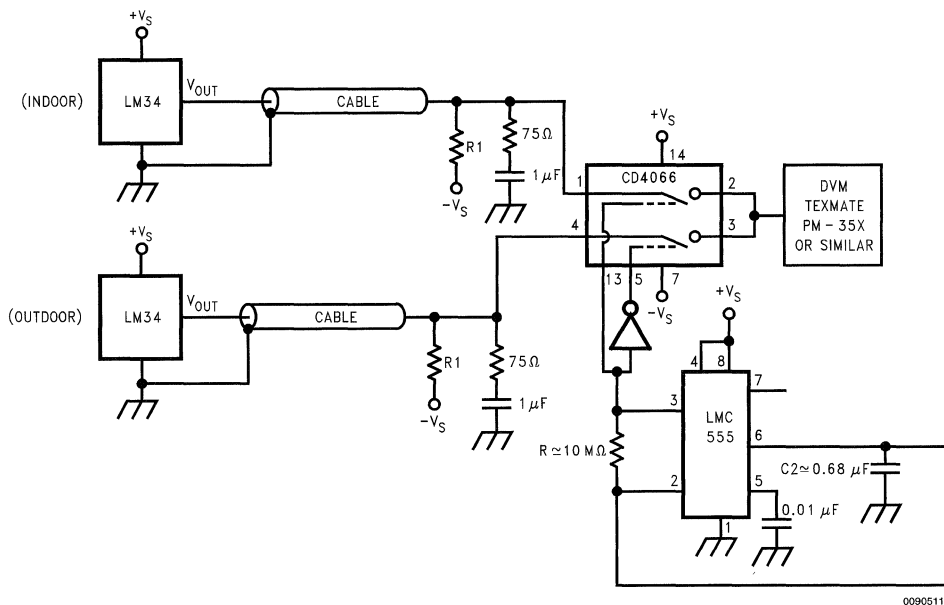 +VS
(INDOOR)
LM34
VOUT
CABLE
R1
-VS
75Ω
1 μF
+VS
14
CD4066
1
2
4
3
13
5
7
-VS
DVM
TEXMATE
PM – 35X
OR SIMILAR
+VS
(OUTDOOR)
LM34
VOUT
CABLE
R1
-VS
75Ω
1 μF
+VS
4
8
7
3
LMC
555
6
R ≃ 10 MΩ
C2 ≃ 0.68 μF
2
5
0.01 μF
1
0090511